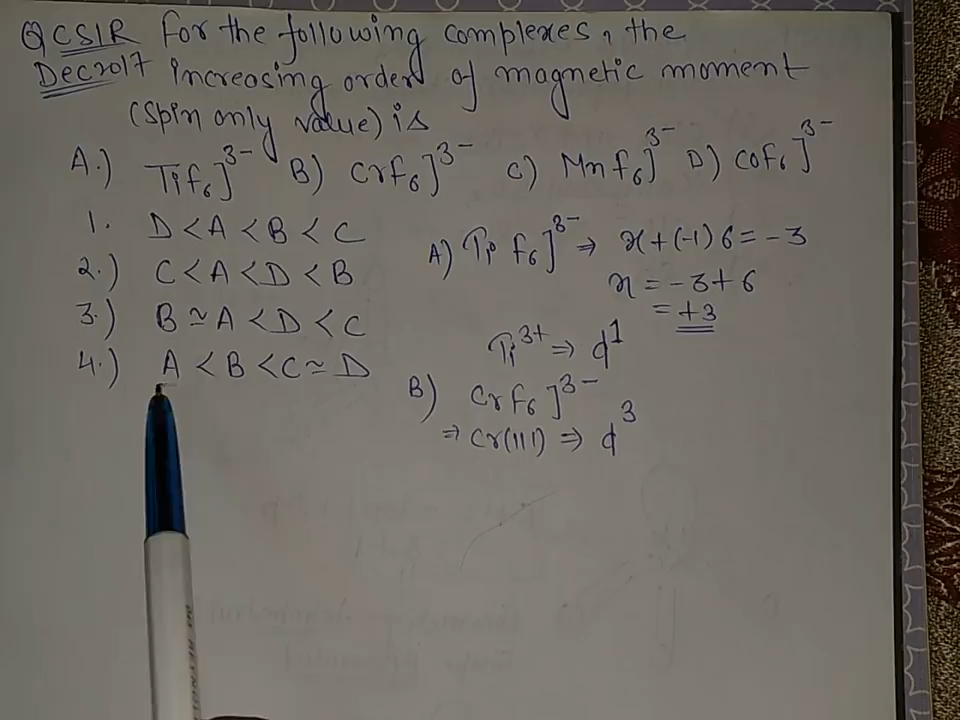 Q CSIR For the following complexes, the
Dec2017 increasing order of magnetic moment
(spin only value) is
A.) TiF₆]³⁻ B) CrF₆]³⁻ C) MnF₆]³⁻ D) CoF₆]³⁻
1. D < A < B < C
2.) C < A < D < B
3.) B ≃ A < D < C
4.) A < B < C ≃ D
A) TiF₆]³⁻ ⇒ x + (-1) 6 = -3
x = -3 + 6
= +3
Ti³⁺ ⇒ d¹
B) CrF₆]³⁻
⇒ Cr(III) ⇒ d³